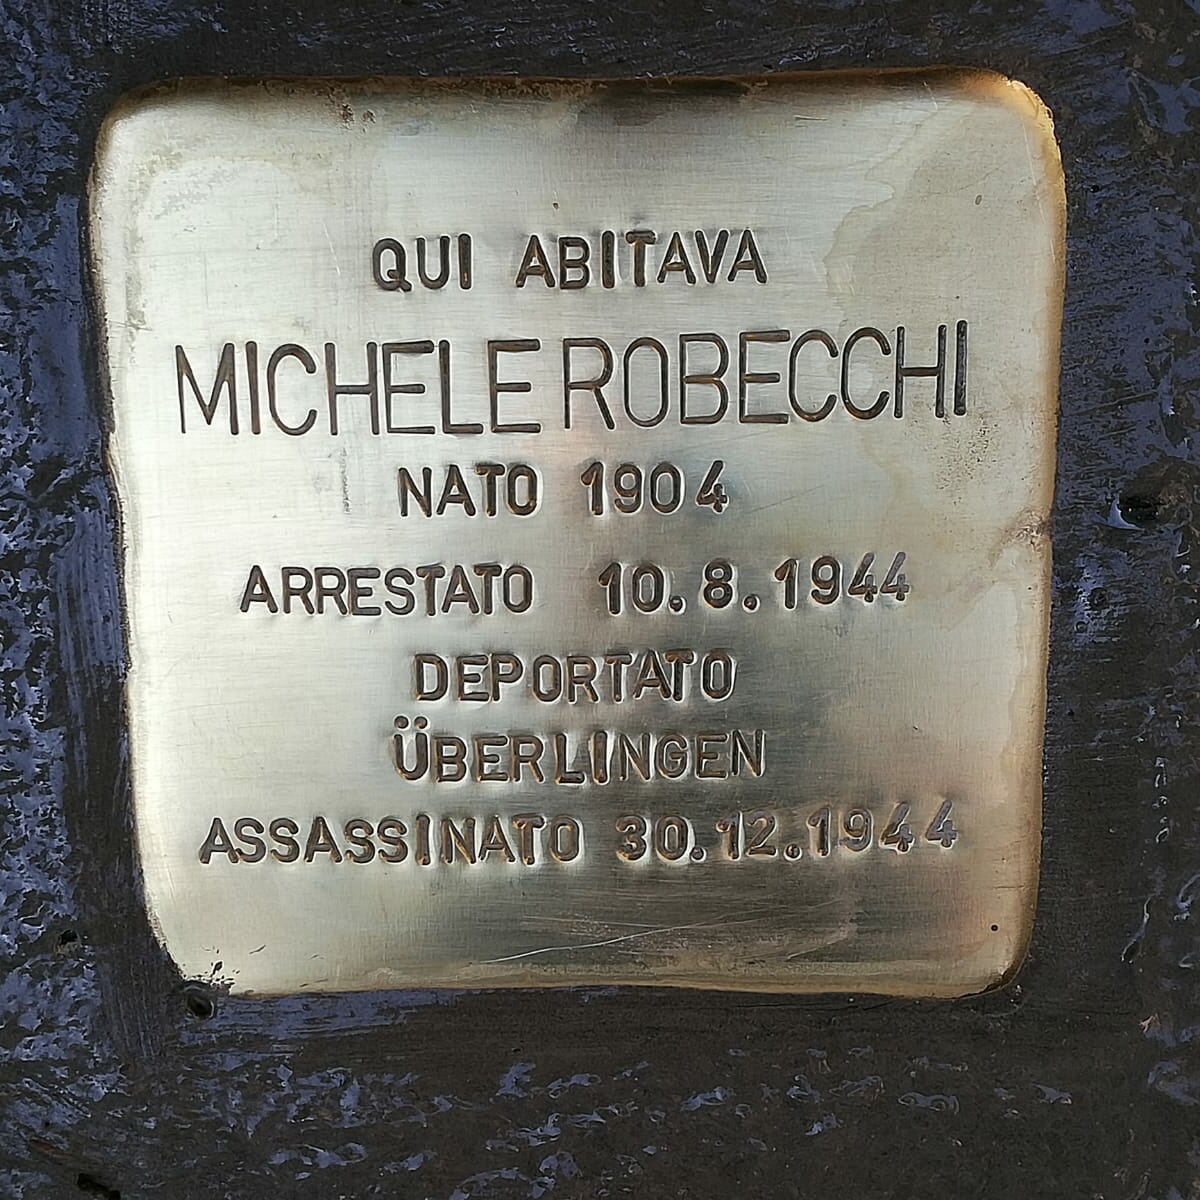 QUI ABITAVA
MICHELE ROBECCHI
NATO 1904
ARRESTATO 10.8.1944
DEPORTATO
ÜBERLINGEN
ASSASSINATO 30.12.1944